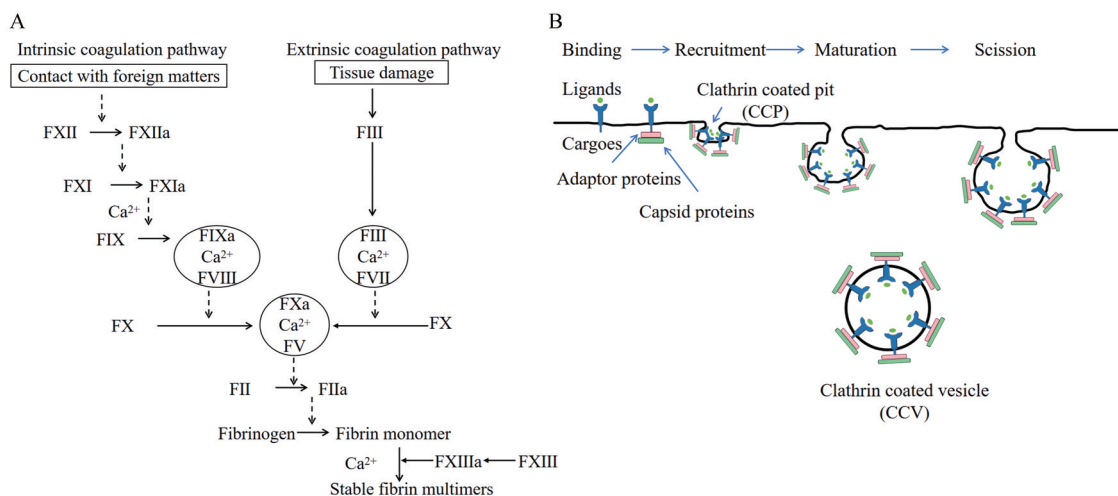 A
Intrinsic coagulation pathway
Extrinsic coagulation pathway
Contact with foreign matters
Tissue damage
FXII
FXIIa
FIII
FXI
FXIa
Ca²⁺
FIX
FIXa
Ca²⁺
FVIII
FIII
Ca²⁺
FVII
FX
FXa
Ca²⁺
FV
FX
FII
FIIa
Fibrinogen
Fibrin monomer
Ca²⁺
FXIIIa
FXIII
Stable fibrin multimers
B
Binding
Recruitment
Maturation
Scission
Ligands
Clathrin coated pit
(CCP)
Cargoes
Adaptor proteins
Capsid proteins
Clathrin coated vesicle
(CCV)